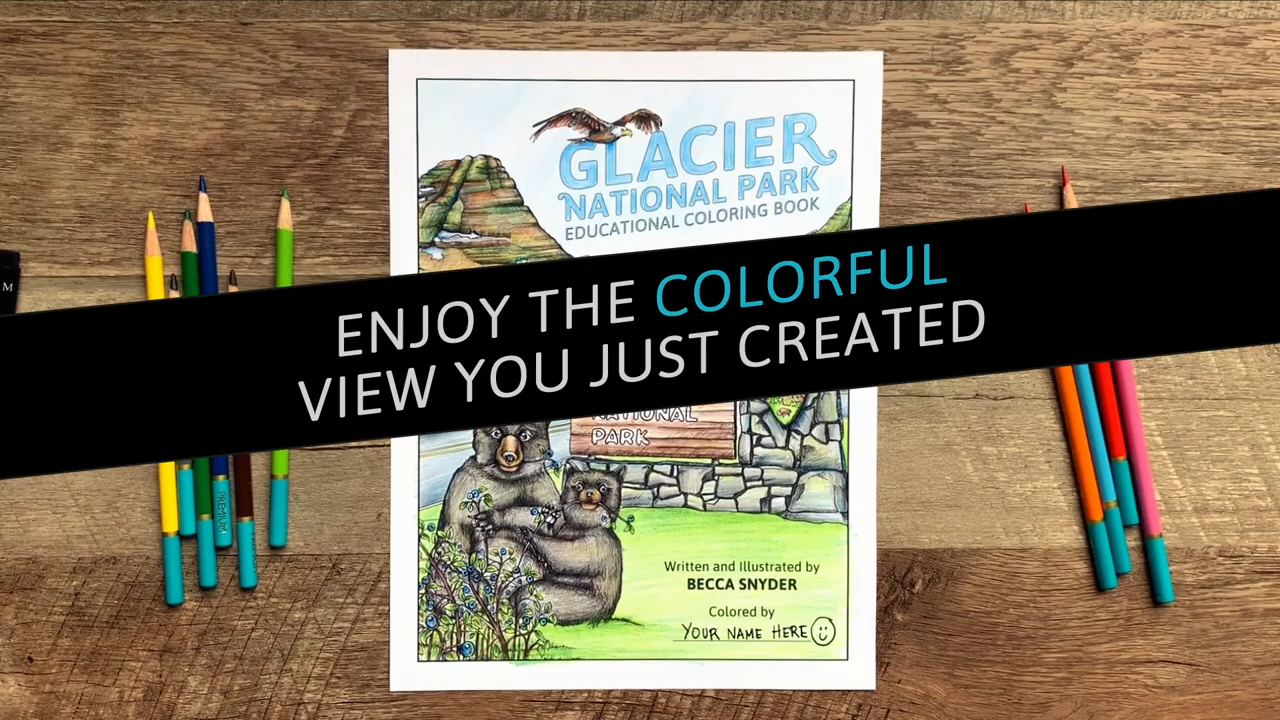 GLACIER
NATIONAL PARK
EDUCATIONAL COLORING BOOK
M
ENJOY THE COLORFUL
VIEW YOU JUST CREATED
NATIONAL
PARK
PREMIUM
Written and Illustrated by
BECCA SNYDER
Colored by
YOUR NAME HERE